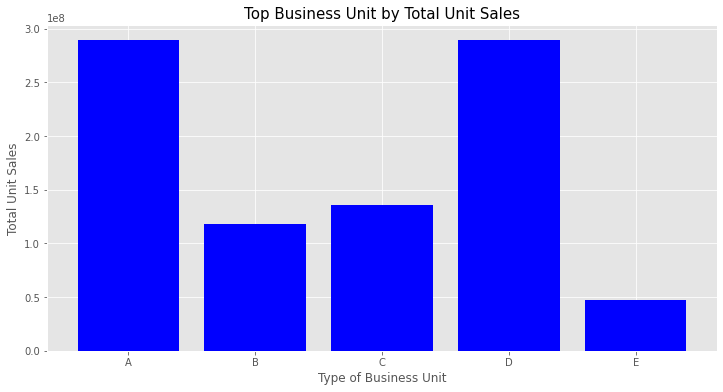 Top Business Unit by Total Unit Sales
1e8
3.0
2.5
2.0
1.5
1.0
0.5
0.0
Total Unit Sales
A B C D E
Type of Business Unit